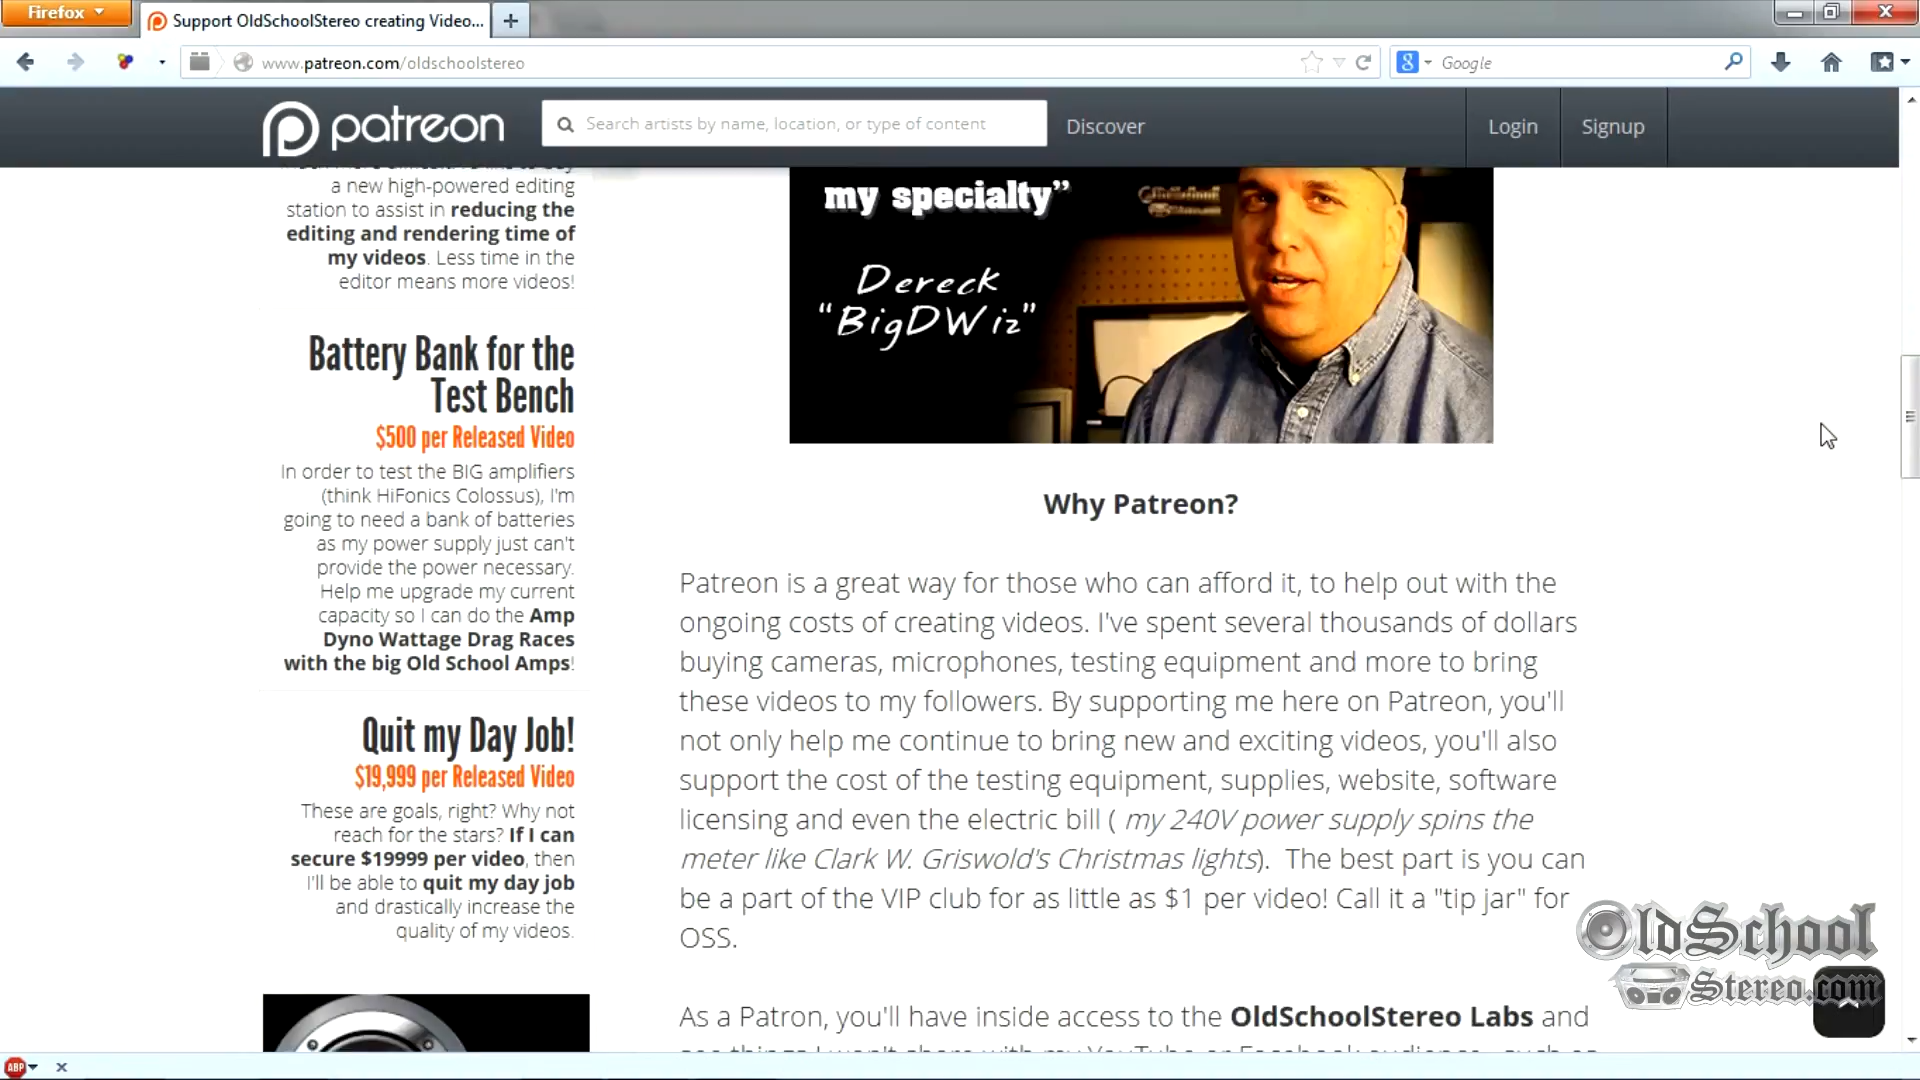 Firefox
Support OldSchoolStereo creating Video...
www.patreon.com/oldschoolstereo
Google
patreon
Search artists by name, location, or type of content
Discover
Login
Signup
a new high-powered editing
station to assist in reducing the
editing and rendering time of
my videos. Less time in the
editor means more videos!
Battery Bank for the
Test Bench
$500 per Released Video
In order to test the BIG amplifiers
(think HiFonics Colossus), I'm
going to need a bank of batteries
as my power supply just can't
provide the power necessary.
Help me upgrade my current
capacity so I can do the Amp
Dyno Wattage Drag Races
with the big Old School Amps!
Quit my Day Job!
$19,999 per Released Video
These are goals, right? Why not
reach for the stars? If I can
secure $19999 per video, then
I'll be able to quit my day job
and drastically increase the
quality of my videos.
my specialty"
Dereck
"BigDWiz"
Why Patreon?
Patreon is a great way for those who can afford it, to help out with the
ongoing costs of creating videos. I've spent several thousands of dollars
buying cameras, microphones, testing equipment and more to bring
these videos to my followers. By supporting me here on Patreon, you'll
not only help me continue to bring new and exciting videos, you'll also
support the cost of the testing equipment, supplies, website, software
licensing and even the electric bill ( my 240V power supply spins the
meter like Clark W. Griswold's Christmas lights).  The best part is you can
be a part of the VIP club for as little as $1 per video! Call it a "tip jar" for
OSS.
As a Patron, you'll have inside access to the OldSchoolStereo Labs and
OldSchool
Stereo.com
ABP